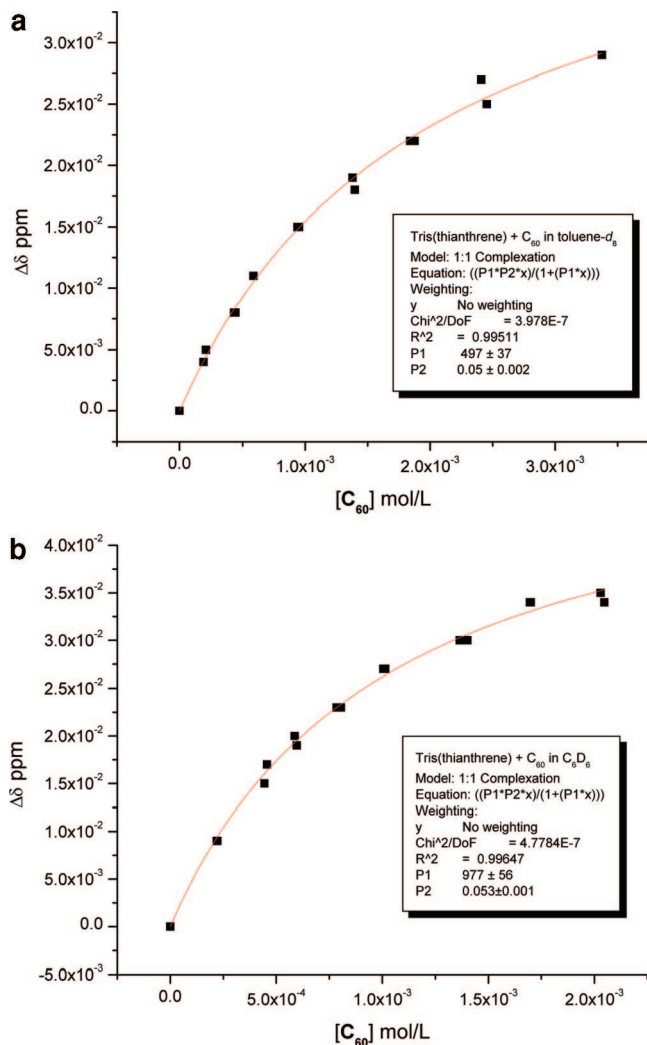 a
3.0x10⁻²
2.5x10⁻²
2.0x10⁻²
1.5x10⁻²
1.0x10⁻²
5.0x10⁻³
0.0
Δδ ppm
Tris(thianthrene) + C₆₀ in toluene-d₈
Model: 1:1 Complexation
Equation: ((P1*P2*x)/(1+(P1*x)))
Weighting:
y No weighting
Chi^2/DoF = 3.978E-7
R^2 = 0.99511
P1 497 ± 37
P2 0.05 ± 0.002
0.0 1.0x10⁻³ 2.0x10⁻³ 3.0x10⁻³
[C₆₀] mol/L
b
4.0x10⁻²
3.5x10⁻²
3.0x10⁻²
2.5x10⁻²
2.0x10⁻²
1.5x10⁻²
1.0x10⁻²
5.0x10⁻³
0.0
-5.0x10⁻³
Δδ ppm
Tris(thianthrene) + C₆₀ in C₆D₆
Model: 1:1 Complexation
Equation: ((P1*P2*x)/(1+(P1*x)))
Weighting:
y No weighting
Chi^2/DoF = 4.7784E-7
R^2 = 0.99647
P1 977 ± 56
P2 0.053±0.001
0.0 5.0x10⁻⁴ 1.0x10⁻³ 1.5x10⁻³ 2.0x10⁻³
[C₆₀] mol/L